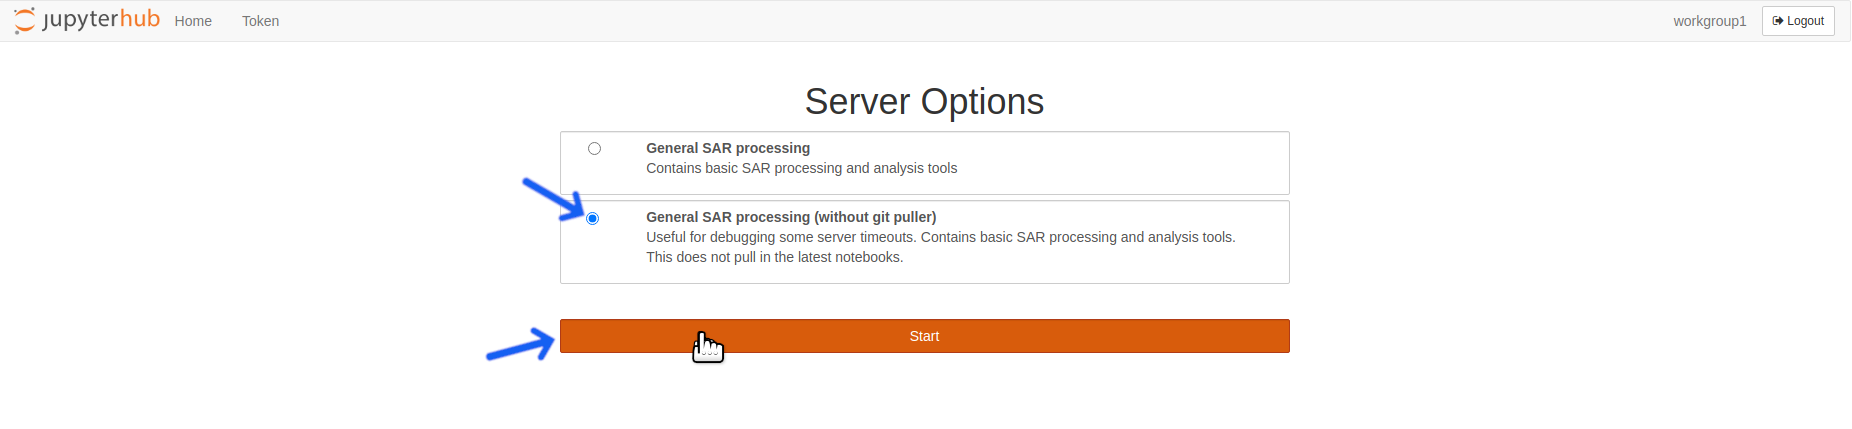 jupyterhub Home Token workgroup1 Logout
Server Options
General SAR processing
Contains basic SAR processing and analysis tools
General SAR processing (without git puller)
Useful for debugging some server timeouts. Contains basic SAR processing and analysis tools.
This does not pull in the latest notebooks.
Start